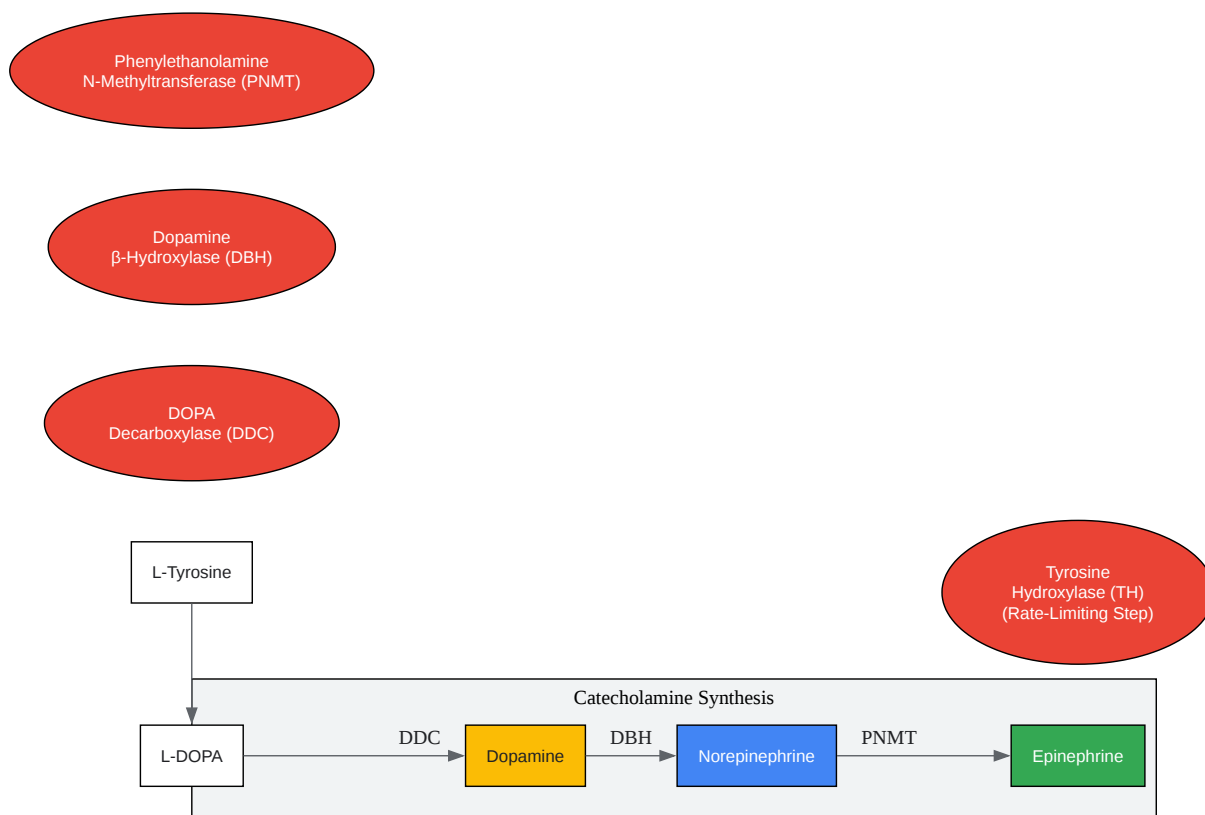 Phenylethanolamine
N-Methyltransferase (PNMT)
Dopamine
β-Hydroxylase (DBH)
DOPA
Decarboxylase (DDC)
L-Tyrosine
Tyrosine
Hydroxylase (TH)
(Rate-Limiting Step)
Catecholamine Synthesis
L-DOPA
DDC
Dopamine
DBH
Norepinephrine
PNMT
Epinephrine